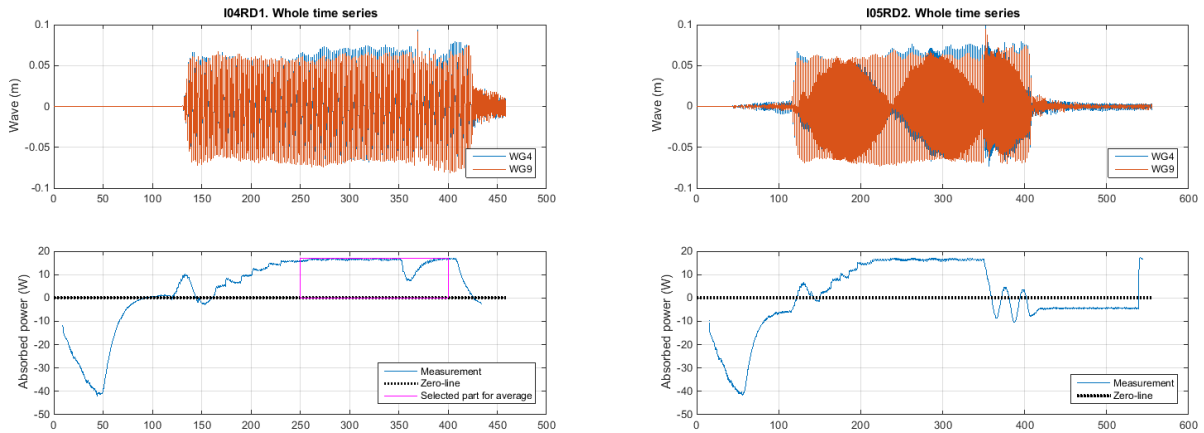 I04RD1. Whole time series
0.1
0.05
0
-0.05
-0.1
Wave (m)
WG4
WG9
0 50 100 150 200 250 300 350 400 450 500
20
10
0
-10
-20
-30
-40
-50
Absorbed power (W)
Measurement
Zero-line
Selected part for average
0 50 100 150 200 250 300 350 400 450 500
I05RD2. Whole time series
0.1
0.05
0
-0.05
-0.1
Wave (m)
WG4
WG9
0 100 200 300 400 500 600
20
10
0
-10
-20
-30
-40
-50
Absorbed power (W)
Measurement
Zero-line
0 100 200 300 400 500 600